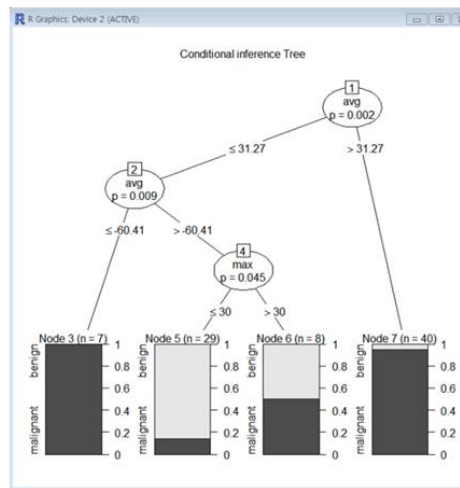 R Graphics: Device 2 (ACTIVE)
Conditional inference Tree
1
avg
p = 0.002
≤ 31.27
> 31.27
2
avg
p = 0.009
≤ -60.41
> -60.41
4
max
p = 0.045
≤ 30
> 30
Node 3 (n = 7)
benign
malignant
1
0.8
0.6
0.4
0.2
0
Node 5 (n = 29)
benign
malignant
1
0.8
0.6
0.4
0.2
0
Node 6 (n = 8)
benign
malignant
1
0.8
0.6
0.4
0.2
0
Node 7 (n = 40)
benign
malignant
1
0.8
0.6
0.4
0.2
0